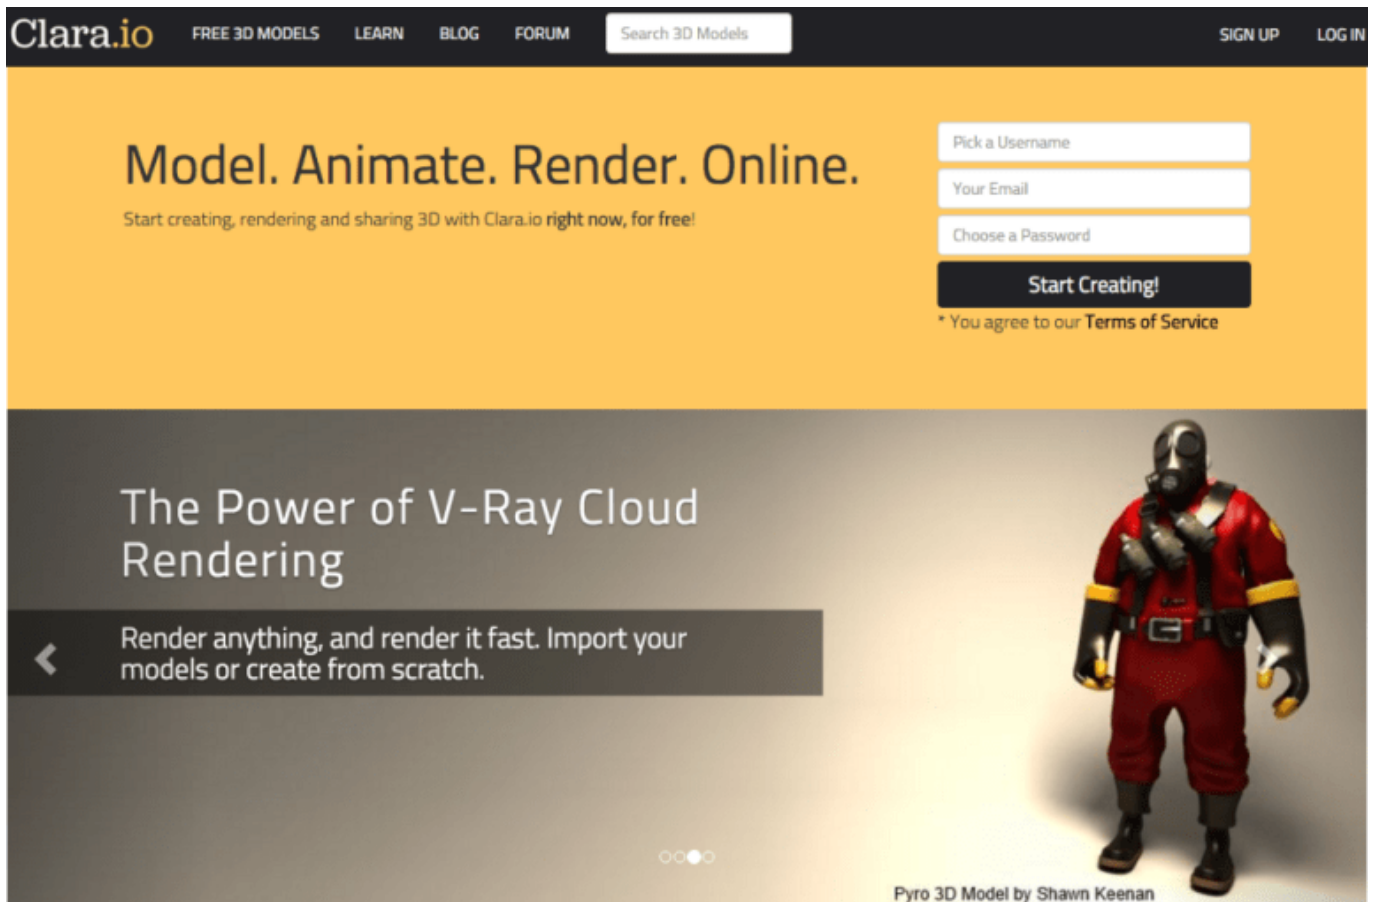 Clara.io
FREE 3D MODELS
LEARN
BLOG
FORUM
Search 3D Models
SIGN UP
LOG IN
Model. Animate. Render. Online.
Start creating, rendering and sharing 3D with Clara.io right now, for free!
Pick a Username
Your Email
Choose a Password
Start Creating!
* You agree to our Terms of Service
The Power of V-Ray Cloud
Rendering
Render anything, and render it fast. Import your
models or create from scratch.
Pyro 3D Model by Shawn Keenan